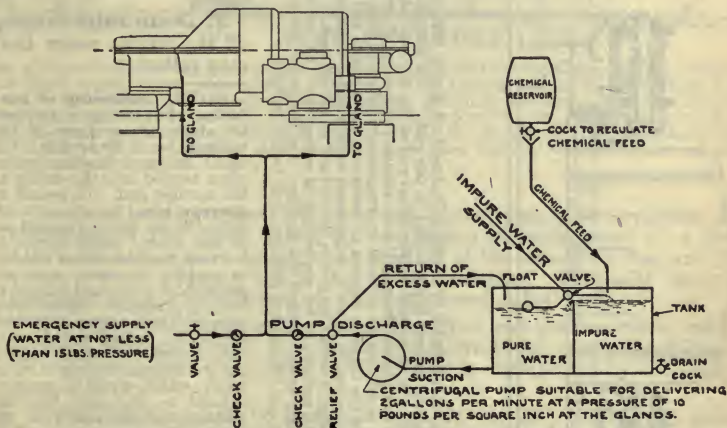 TO GLAND
TO GLAND
CHEMICAL
RESERVOIR
COCK TO REGULATE
CHEMICAL FEED
CHEMICAL FEED
IMPURE WATER
SUPPLY
RETURN OF
EXCESS WATER
FLOAT VALVE
TANK
PURE
WATER
IMPURE
WATER
DRAIN
COCK
EMERGENCY SUPPLY
(WATER AT NOT LESS
THAN 15 LBS. PRESSURE)
PUMP DISCHARGE
VALVE
CHECK VALVE
CHECK VALVE
RELIEF VALVE
PUMP
SUCTION
CENTRIFUGAL PUMP SUITABLE FOR DELIVERING
2 GALLONS PER MINUTE AT A PRESSURE OF 10
POUNDS PER SQUARE INCH AT THE GLANDS.